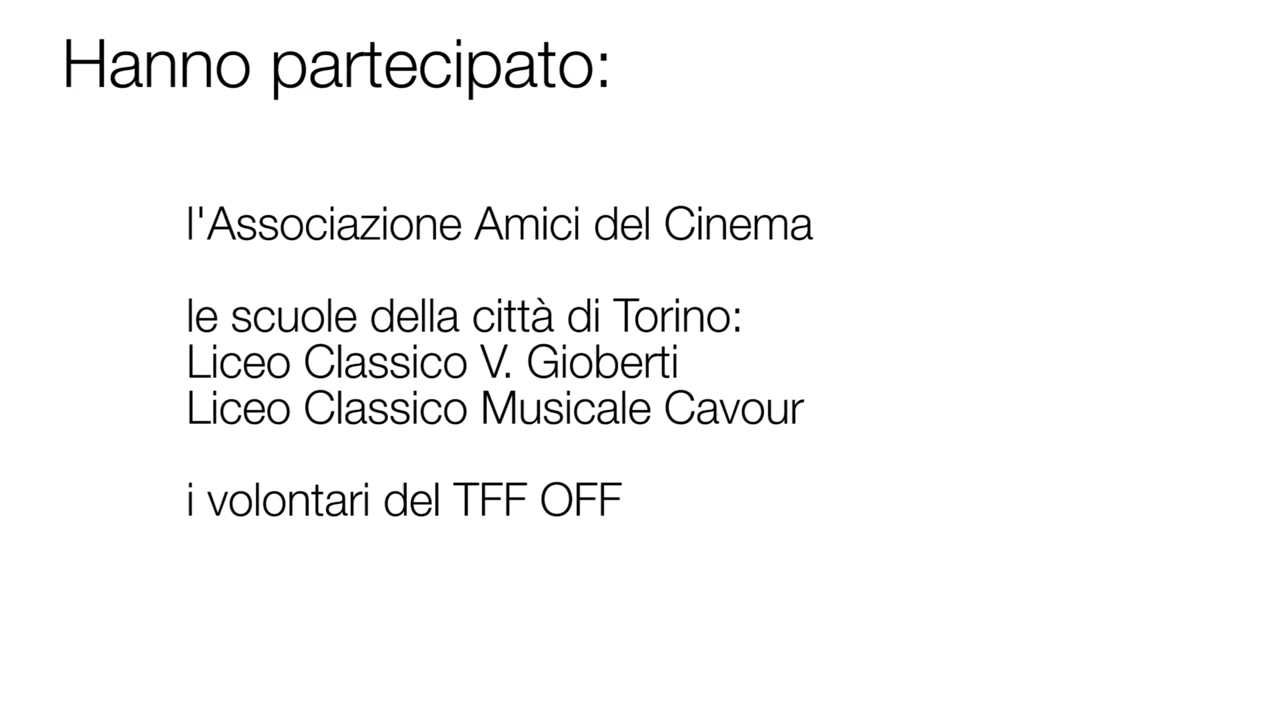 Hanno partecipato:
l'Associazione Amici del Cinema
le scuole della città di Torino:
Liceo Classico V. Gioberti
Liceo Classico Musicale Cavour
i volontari del TFF OFF